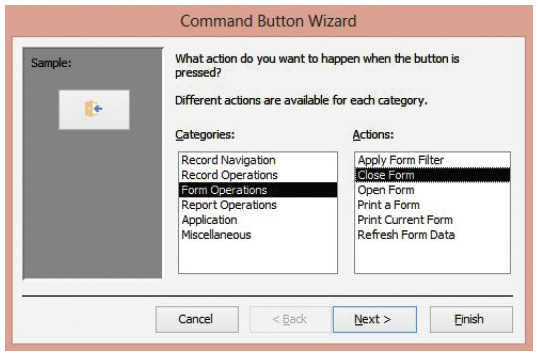 Command Button Wizard
Sample:
What action do you want to happen when the button is
pressed?
Different actions are available for each category.
Categories:
Record Navigation
Record Operations
Form Operations
Report Operations
Application
Miscellaneous
Actions:
Apply Form Filter
Close Form
Open Form
Print a Form
Print Current Form
Refresh Form Data
Cancel
< Back
Next >
Finish